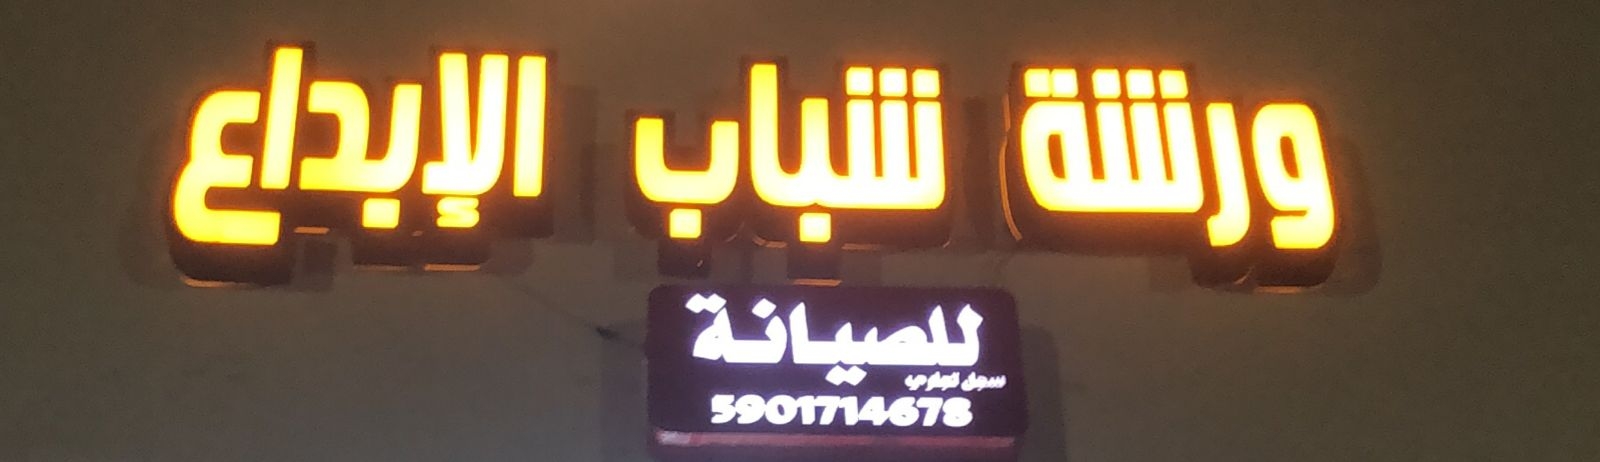 ورشة شباب الإبداع
للصيانة
سجل تجاري
5901714678